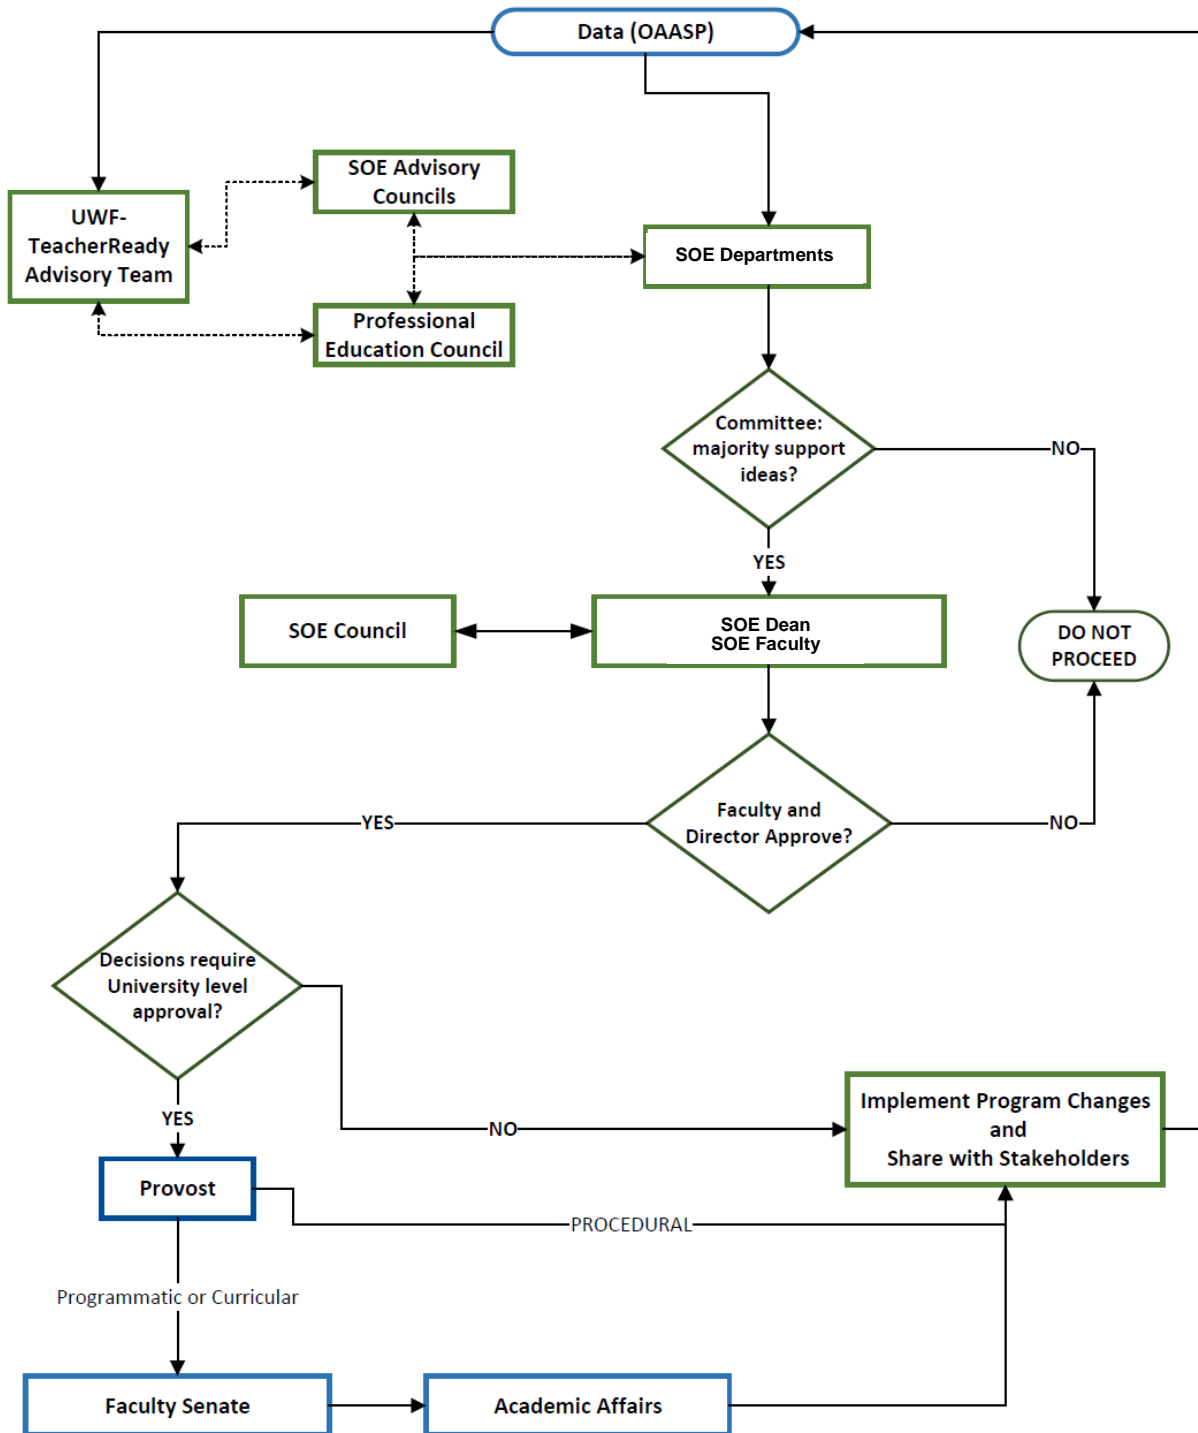 Data (OAASP)
SOE Advisory
Councils
UWF-
TeacherReady
Advisory Team
SOE Departments
Professional
Education Council
Committee:
majority support
ideas?
NO
YES
SOE Council
SOE Dean
SOE Faculty
DO NOT
PROCEED
Faculty and
Director Approve?
YES
NO
Decisions require
University level
approval?
YES
NO
Implement Program Changes
and
Share with Stakeholders
Provost
PROCEDURAL
Programmatic or Curricular
Faculty Senate
Academic Affairs